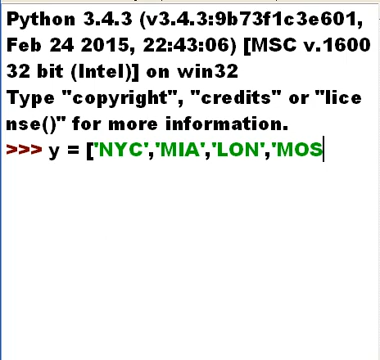 Python 3.4.3 (v3.4.3:9b73f1c3e601,
Feb 24 2015, 22:43:06) [MSC v.1600
32 bit (Intel)] on win32
Type "copyright", "credits" or "lice
nse()" for more information.
>>> y = ['NYC','MIA','LON','MOS